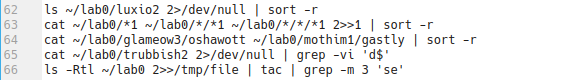 62 ls ~/lab0/luxio2 2>/dev/null | sort -r
63 cat ~/lab0/*1 ~/lab0/*/*1 ~/lab0/*/*/*1 2>>1 | sort -r
64 cat ~/lab0/glameow3/oshawott ~/lab0/mothim1/gastly | sort -r
65 cat ~/lab0/trubbish2 2>/dev/null | grep -vi 'd$'
66 ls -Rtl ~/lab0 2>>/tmp/file | tac | grep -m 3 'se'